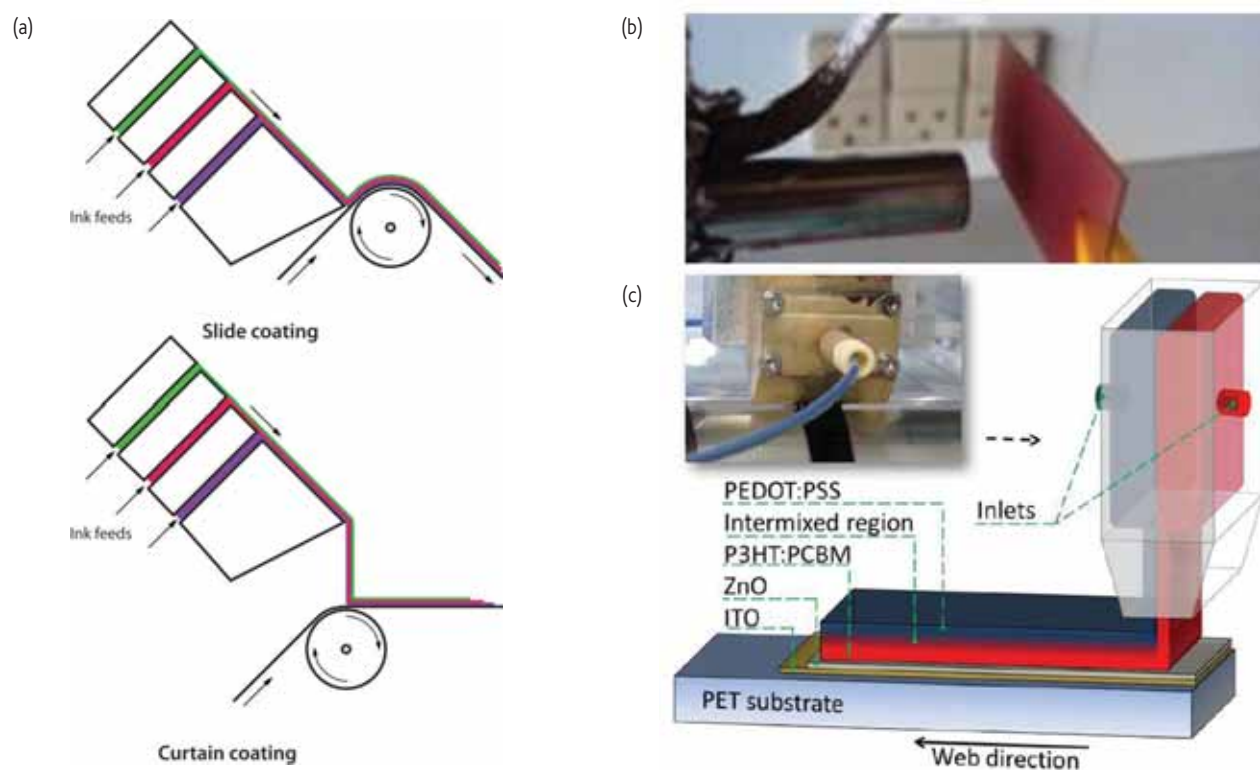 (a)
Ink feeds
Slide coating
Ink feeds
Curtain coating
(b)
(c)
PEDOT:PSS
Intermixed region
P3HT:PCBM
ZnO
ITO
Inlets
PET substrate
Web direction